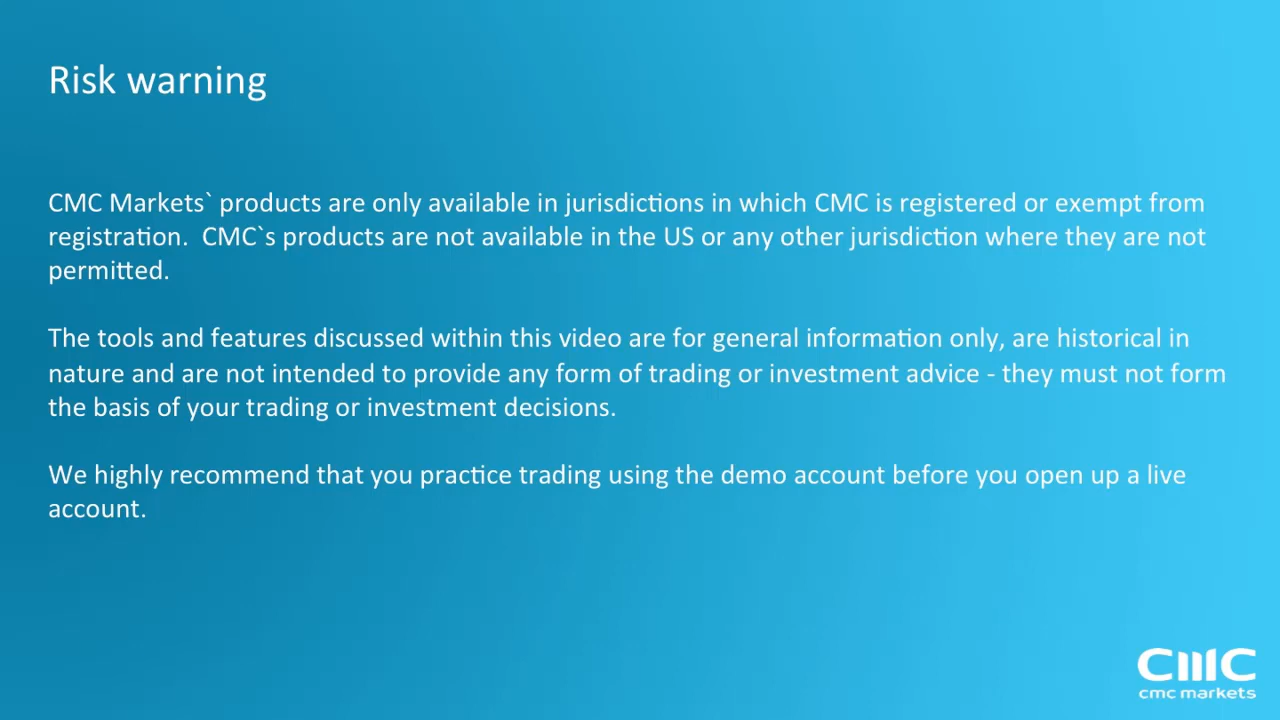 Risk warning
CMC Markets` products are only available in jurisdictions in which CMC is registered or exempt from
registration.  CMC`s products are not available in the US or any other jurisdiction where they are not
permitted.
The tools and features discussed within this video are for general information only, are historical in
nature and are not intended to provide any form of trading or investment advice - they must not form
the basis of your trading or investment decisions.
We highly recommend that you practice trading using the demo account before you open up a live
account.
CMC
cmc markets